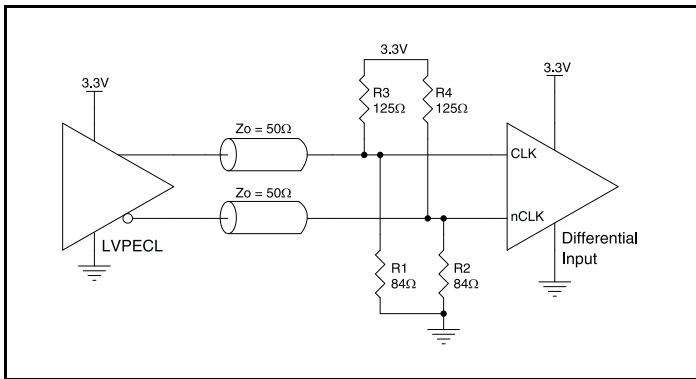 3.3V
3.3V
3.3V
R3
125Ω
R4
125Ω
Zo = 50Ω
CLK
Zo = 50Ω
nCLK
LVPECL
Differential
Input
R1
84Ω
R2
84Ω